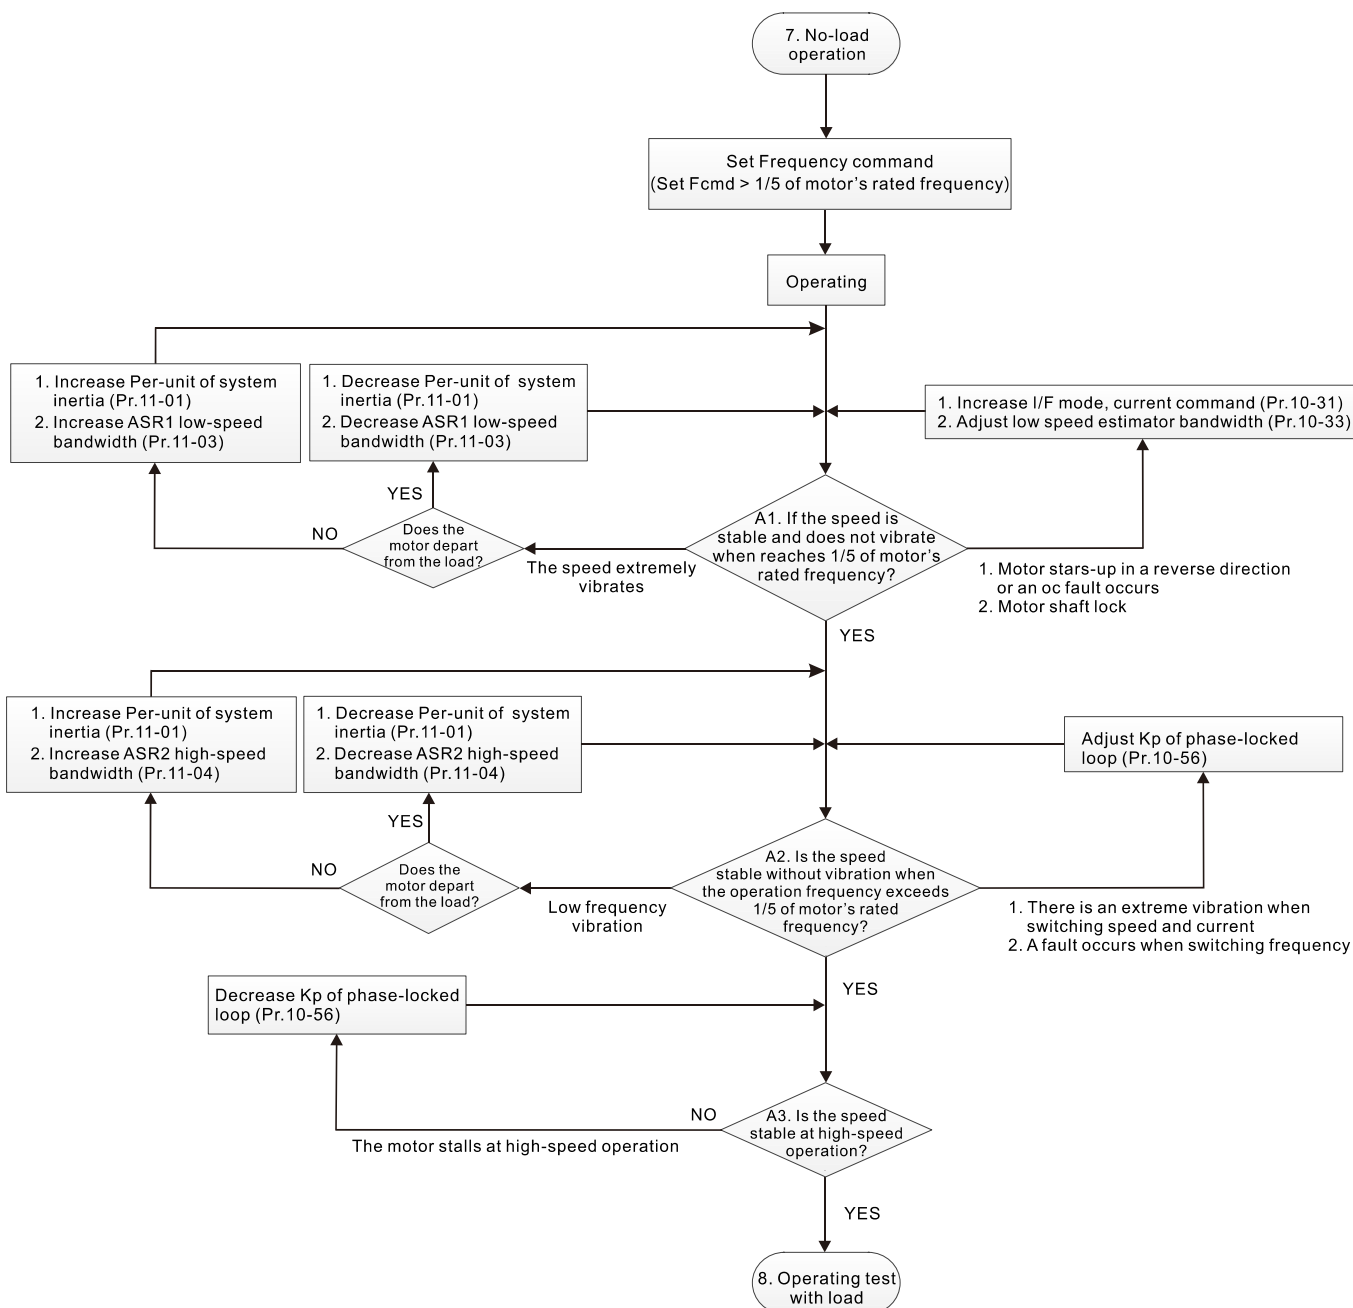 7. No-load
operation
Set Frequency command
(Set Fcmd > 1/5 of motor's rated frequency)
Operating
1. Increase Per-unit of system
inertia (Pr.11-01)
2. Increase ASR1 low-speed
bandwidth (Pr.11-03)
1. Decrease Per-unit of system
inertia (Pr.11-01)
2. Decrease ASR1 low-speed
bandwidth (Pr.11-03)
1. Increase I/F mode, current command (Pr.10-31)
2. Adjust low speed estimator bandwidth (Pr.10-33)
YES
NO
Does the
motor depart
from the load?
The speed extremely
vibrates
A1. If the speed is
stable and does not vibrate
when reaches 1/5 of motor's
rated frequency?
1. Motor stars-up in a reverse direction
or an oc fault occurs
2. Motor shaft lock
YES
1. Increase Per-unit of system
inertia (Pr.11-01)
2. Increase ASR2 high-speed
bandwidth (Pr.11-04)
1. Decrease Per-unit of system
inertia (Pr.11-01)
2. Decrease ASR2 high-speed
bandwidth (Pr.11-04)
Adjust Kp of phase-locked
loop (Pr.10-56)
YES
NO
Does the
motor depart
from the load?
Low frequency
vibration
A2. Is the speed
stable without vibration when
the operation frequency exceeds
1/5 of motor's rated
frequency?
1. There is an extreme vibration when
switching speed and current
2. A fault occurs when switching frequency
YES
Decrease Kp of phase-locked
loop (Pr.10-56)
NO
The motor stalls at high-speed operation
A3. Is the speed
stable at high-speed
operation?
YES
8. Operating test
with load